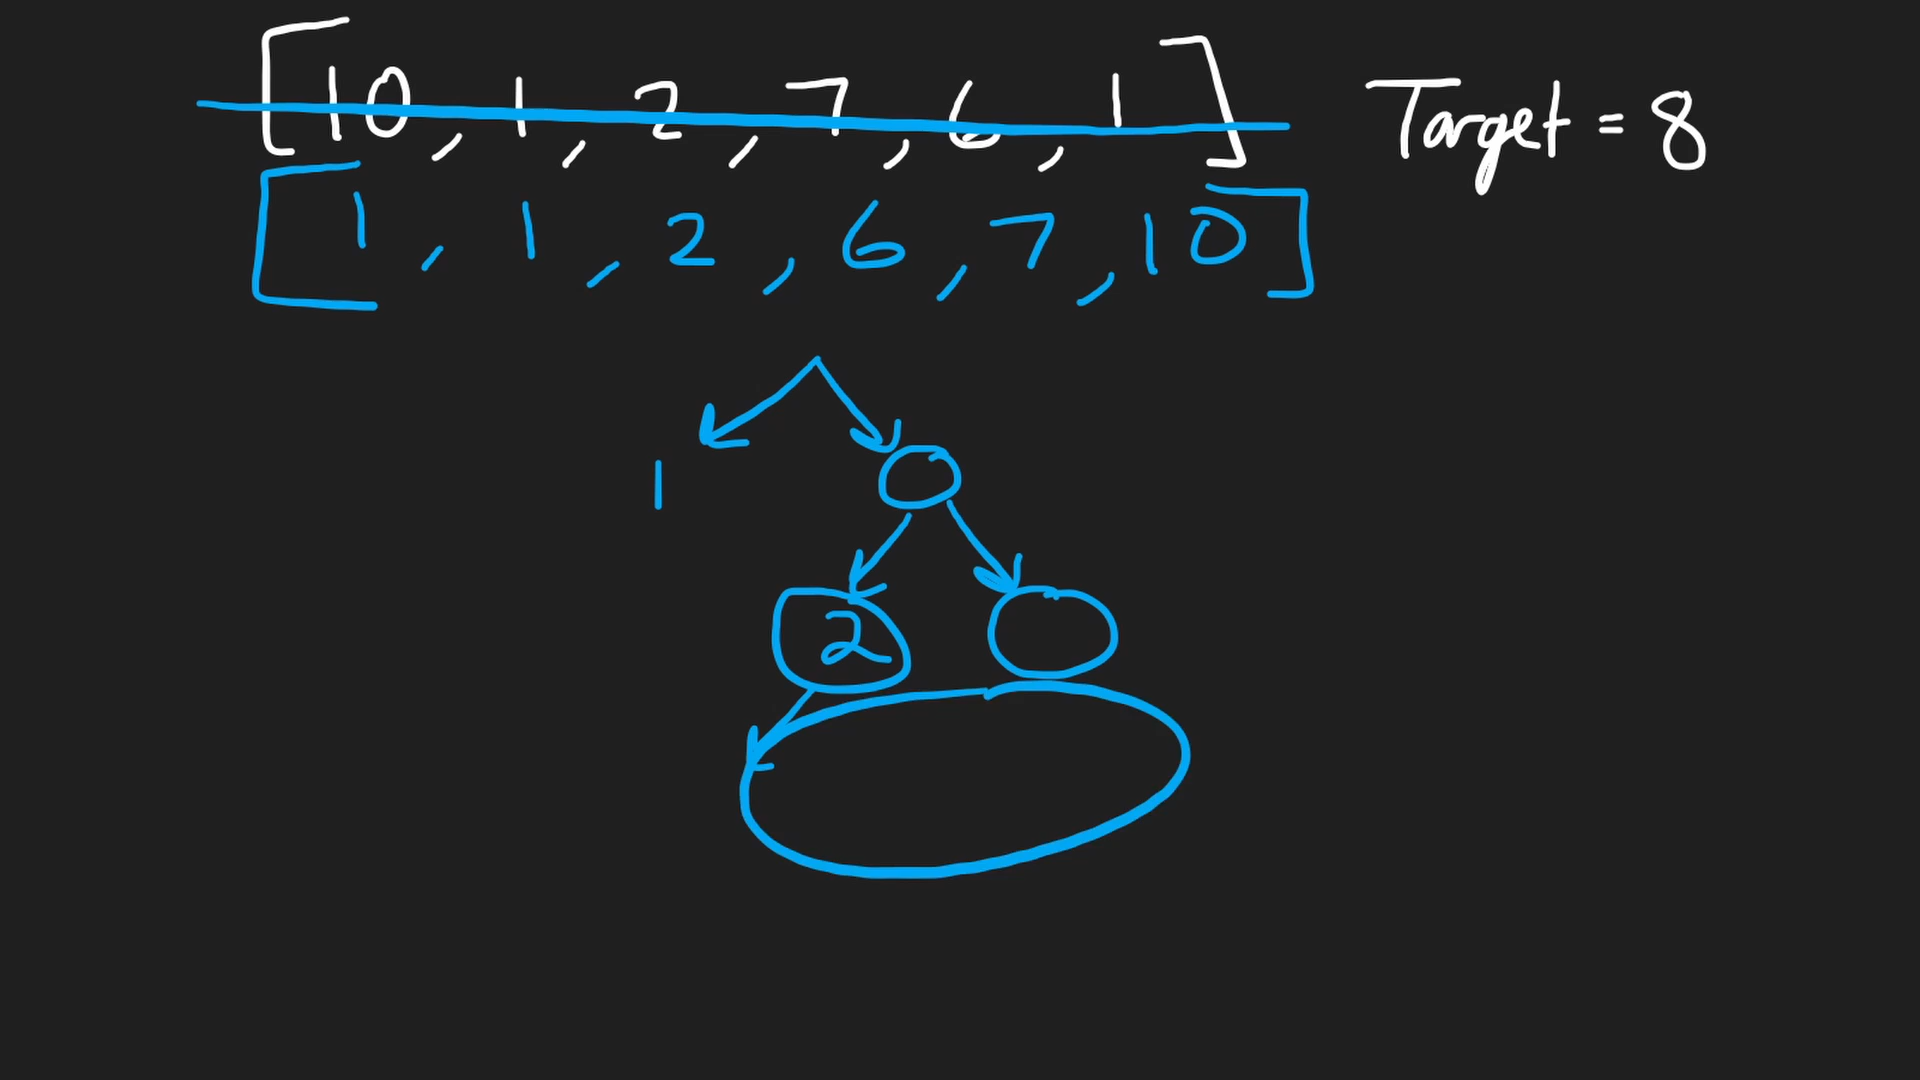 [10, 1, 2, 7, 6, 1] Target = 8
[1, 1, 2, 6, 7, 10]
1
2